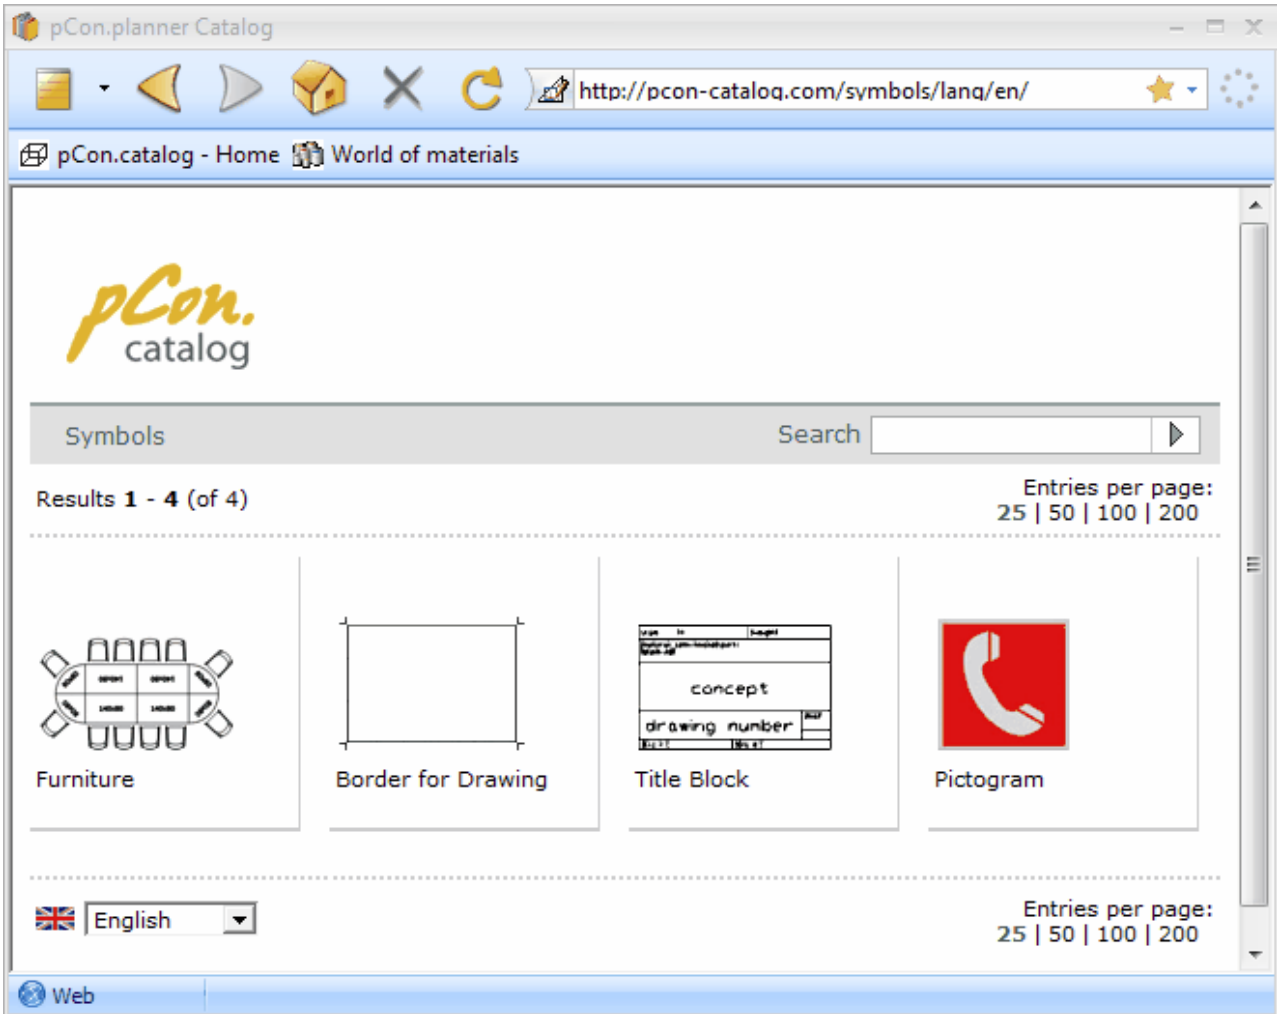 pCon.planner Catalog
http://pcon-catalog.com/symbols/lang/en/
pCon.catalog - Home World of materials
pCon.
catalog
Symbols Search
Results 1 - 4 (of 4)
Entries per page:
25 | 50 | 100 | 200
concept
drawing number
Furniture Border for Drawing Title Block Pictogram
English
Entries per page:
25 | 50 | 100 | 200
Web